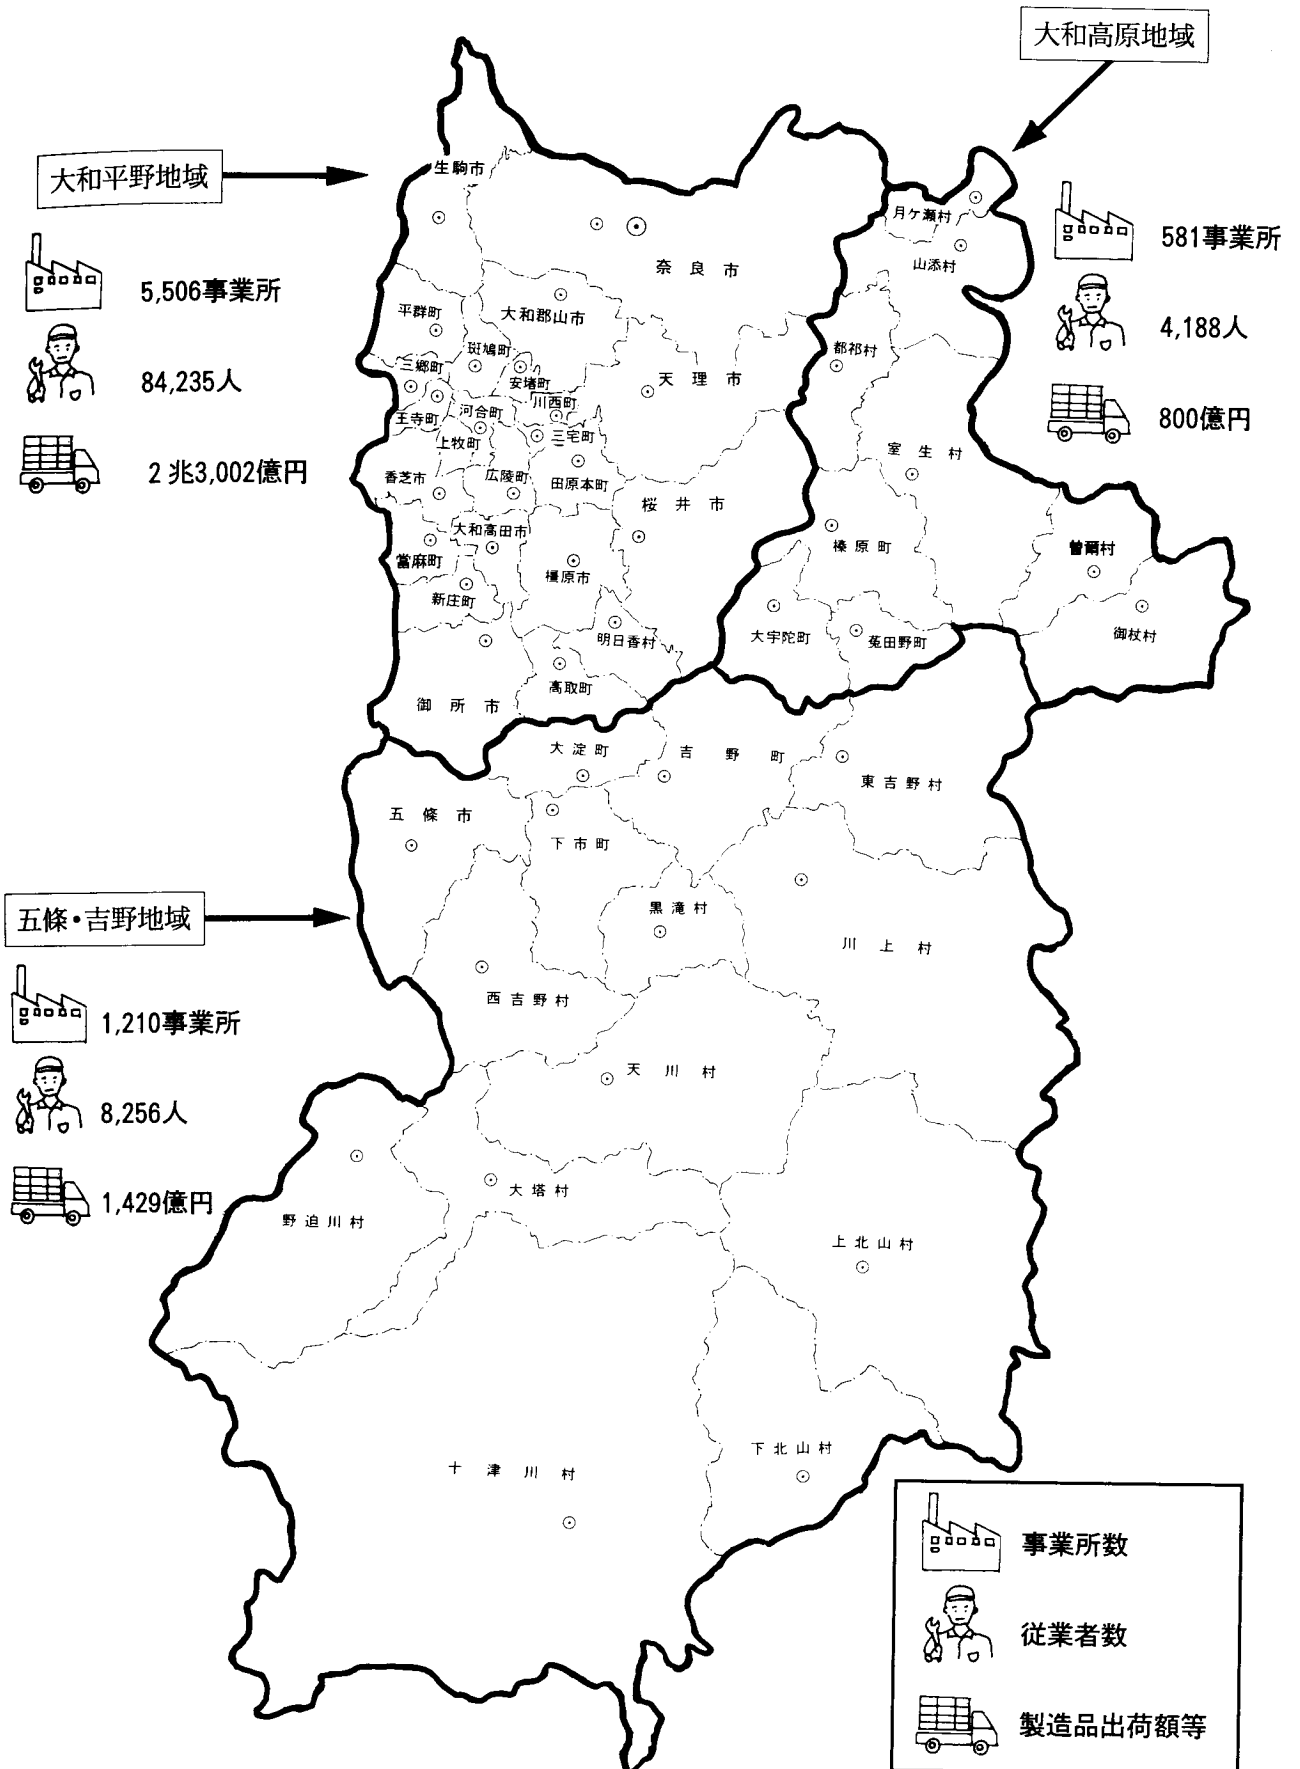 大和高原地域
581事業所
4,188人
800億円
大和平野地域
5,506事業所
84,235人
2兆3,002億円
生駒市
奈良市
平群町
大和郡山市
斑鳩町
三郷町
安堵町
天理市
川西町
王寺町
河合町
上牧町
三宅町
香芝市
広陵町
田原本町
桜井市
大和高田市
當麻町
橿原市
新庄町
明日香村
高取町
御所市
月ケ瀬村
山添村
都祁村
室生村
榛原町
曽爾村
御杖村
大宇陀町
菟田野町
五條・吉野地域
1,210事業所
8,256人
1,429億円
大淀町
吉野町
東吉野村
五條市
下市町
黒滝村
川上村
西吉野村
天川村
大塔村
野迫川村
上北山村
下北山村
十津川村
事業所数
従業者数
製造品出荷額等